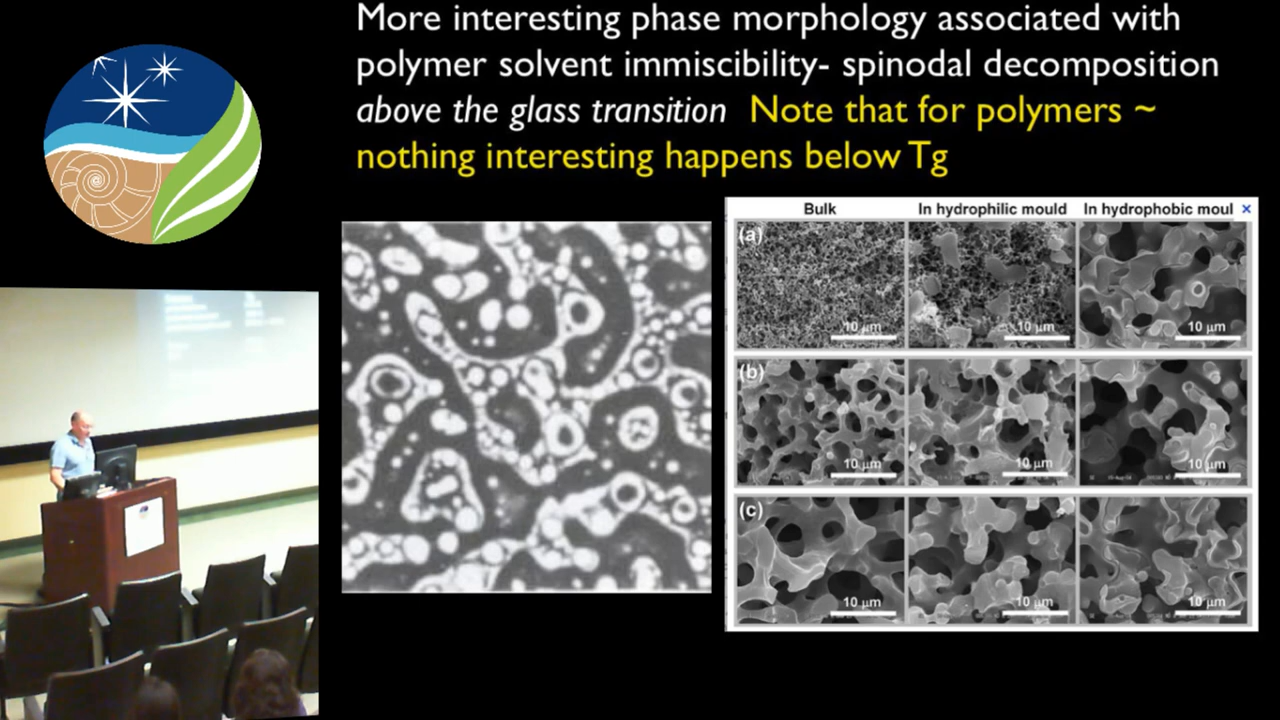 More interesting phase morphology associated with
polymer solvent immiscibility- spinodal decomposition
above the glass transition Note that for polymers ~
nothing interesting happens below Tg
Bulk In hydrophilic mould In hydrophobic moul ×
(a)
10 μm 10 μm 10 μm
(b)
10 μm 10 μm 10 μm
(c)
10 μm 10 μm 10 μm